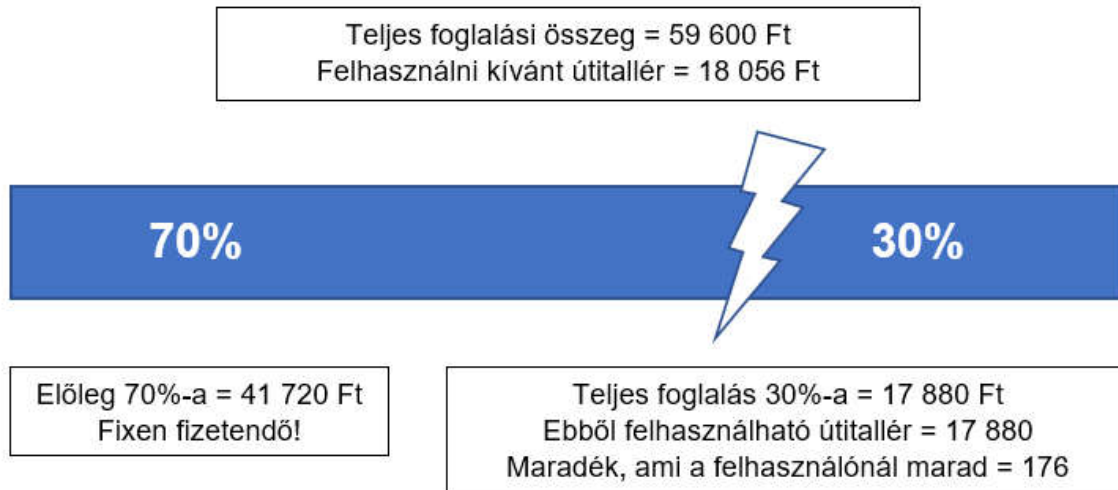 Teljes foglalási összeg = 59 600 Ft
Felhasználni kívánt útitallér = 18 056 Ft
70%
30%
Előleg 70%-a = 41 720 Ft
Fixen fizetendő!
Teljes foglalás 30%-a = 17 880 Ft
Ebből felhasználható útitallér = 17 880
Maradék, ami a felhasználónál marad = 176